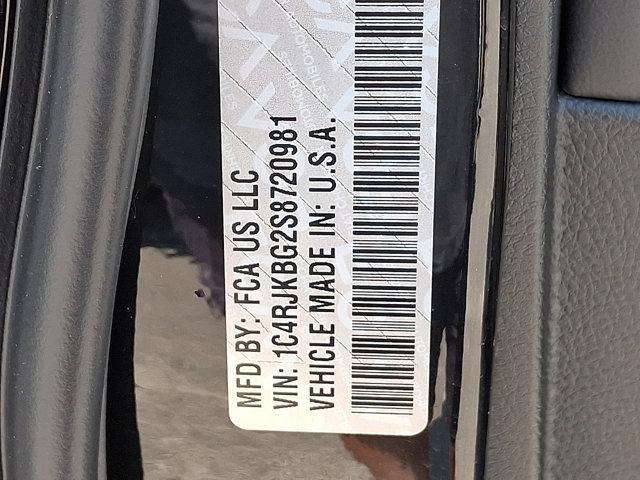 MFD BY: FCA US LLC
VIN: 1C4RJKBG2S8720981
VEHICLE MADE IN: U.S.A.